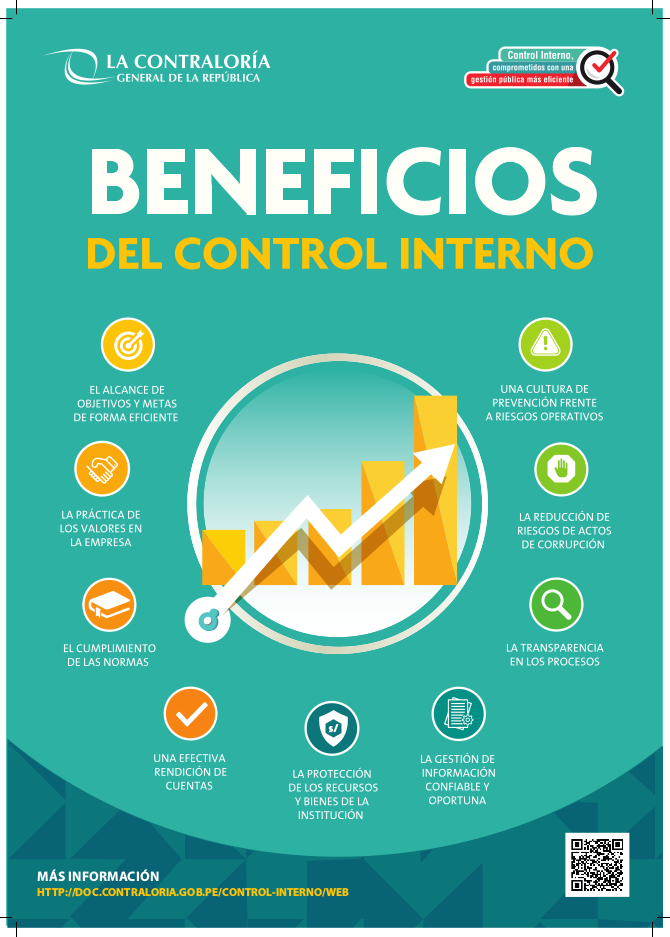 LA CONTRALORÍA
GENERAL DE LA REPÚBLICA
Control Interno,
comprometidos con una
gestión pública más eficiente
BENEFICIOS
DEL CONTROL INTERNO
EL ALCANCE DE
OBJETIVOS Y METAS
DE FORMA EFICIENTE
UNA CULTURA DE
PREVENCIÓN FRENTE
A RIESGOS OPERATIVOS
LA PRÁCTICA DE
LOS VALORES EN
LA EMPRESA
LA REDUCCIÓN DE
RIESGOS DE ACTOS
DE CORRUPCIÓN
EL CUMPLIMIENTO
DE LAS NORMAS
LA TRANSPARENCIA
EN LOS PROCESOS
UNA EFECTIVA
RENDICIÓN DE
CUENTAS
S/
LA PROTECCIÓN
DE LOS RECURSOS
Y BIENES DE LA
INSTITUCIÓN
LA GESTIÓN DE
INFORMACIÓN
CONFIABLE Y
OPORTUNA
MÁS INFORMACIÓN
HTTP://DOC.CONTRALORIA.GOB.PE/CONTROL-INTERNO/WEB